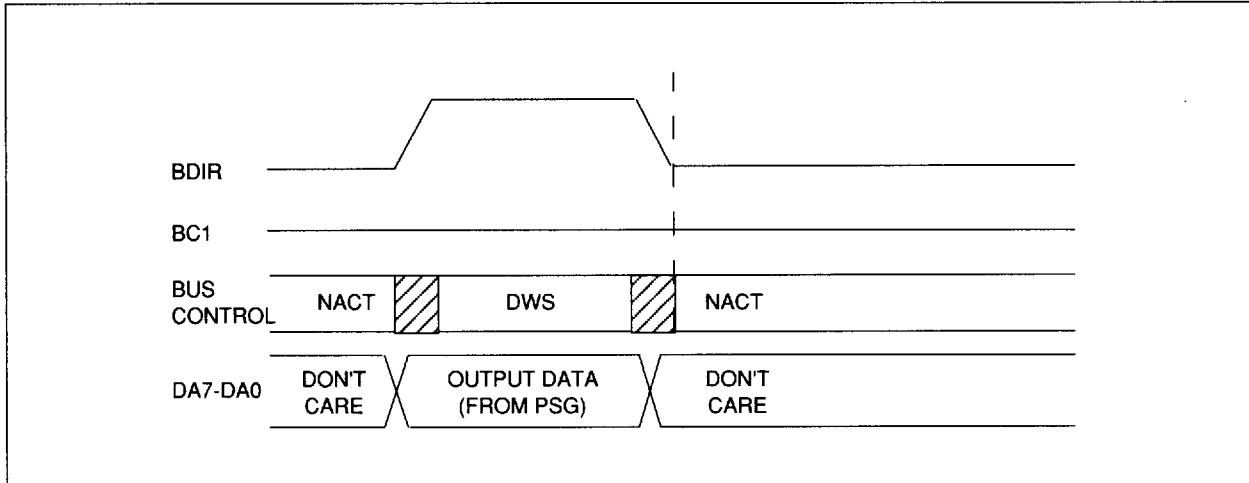 BDIR
BC1
BUS
CONTROL
NACT
DWS
NACT
DA7-DA0
DON'T
CARE
OUTPUT DATA
(FROM PSG)
DON'T
CARE